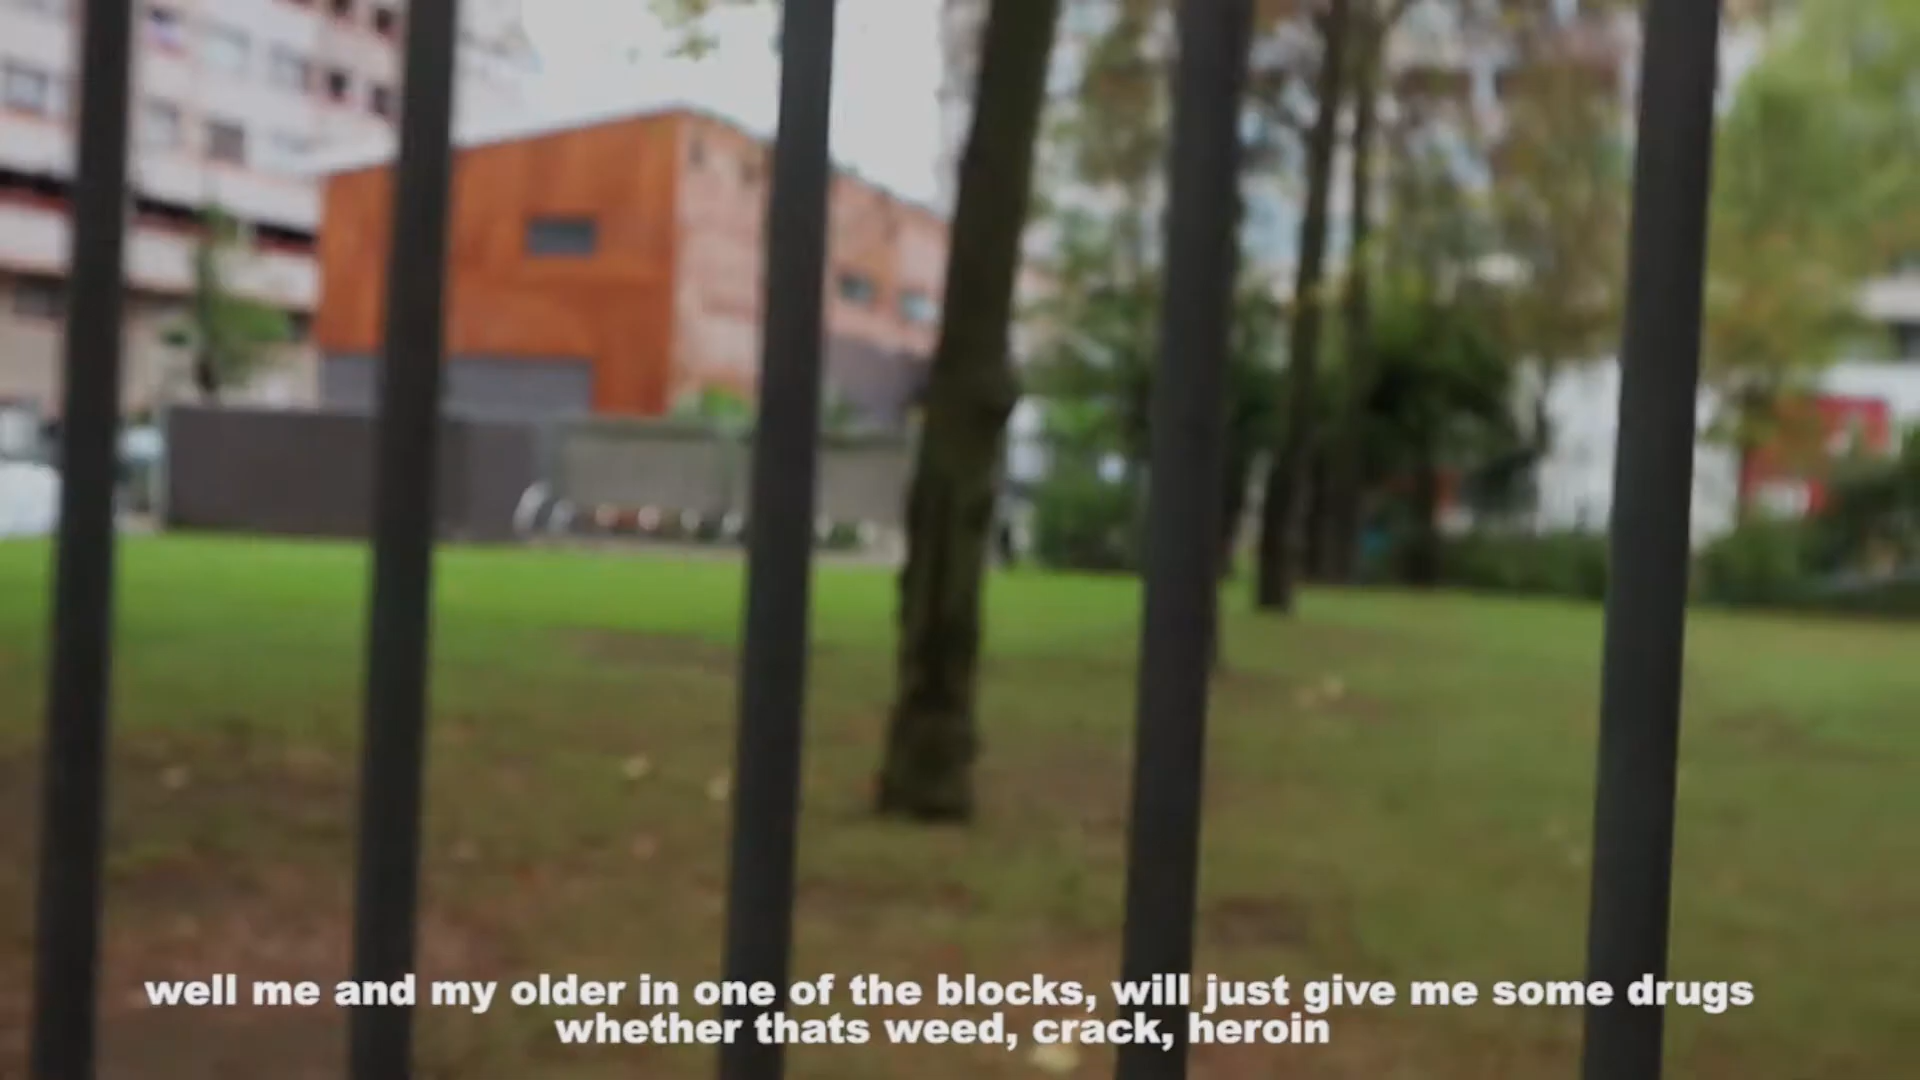 well me and my older in one of the blocks, will just give me some drugs
whether thats weed, crack, heroin